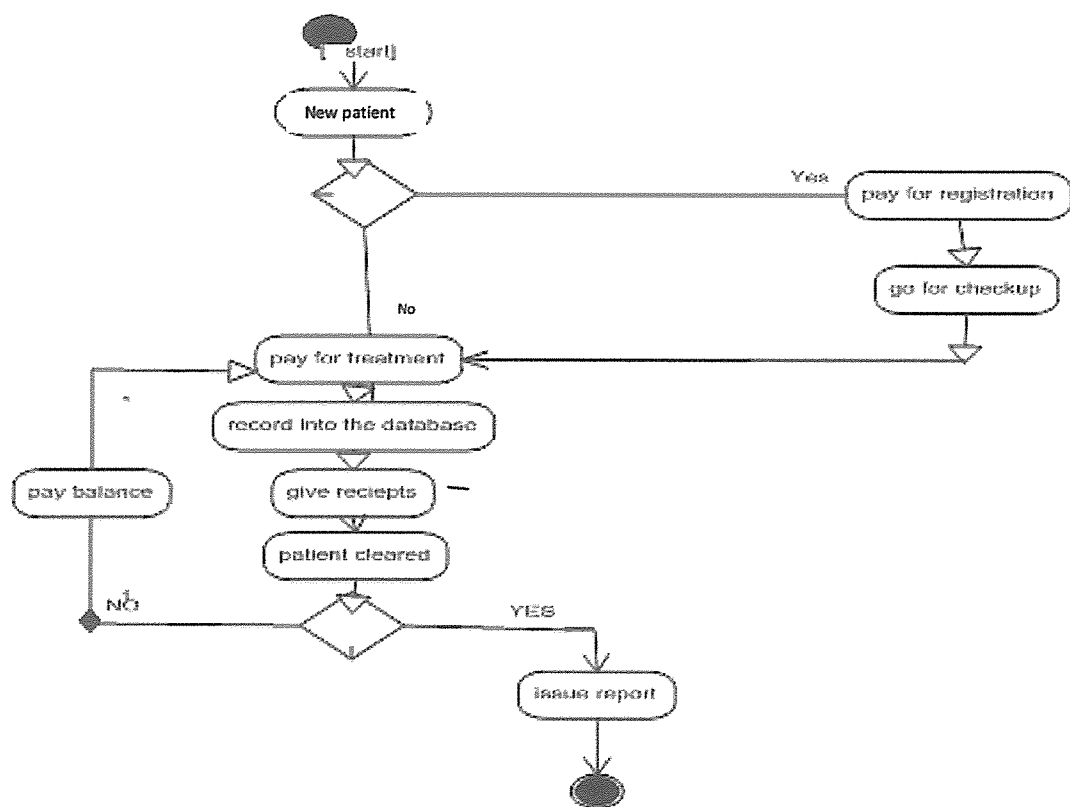 [ start]
New patient
Yes
pay for registration
go for checkup
No
pay for treatment
record into the database
pay balance
give reciepts
patient cleared
NO
YES
issue report